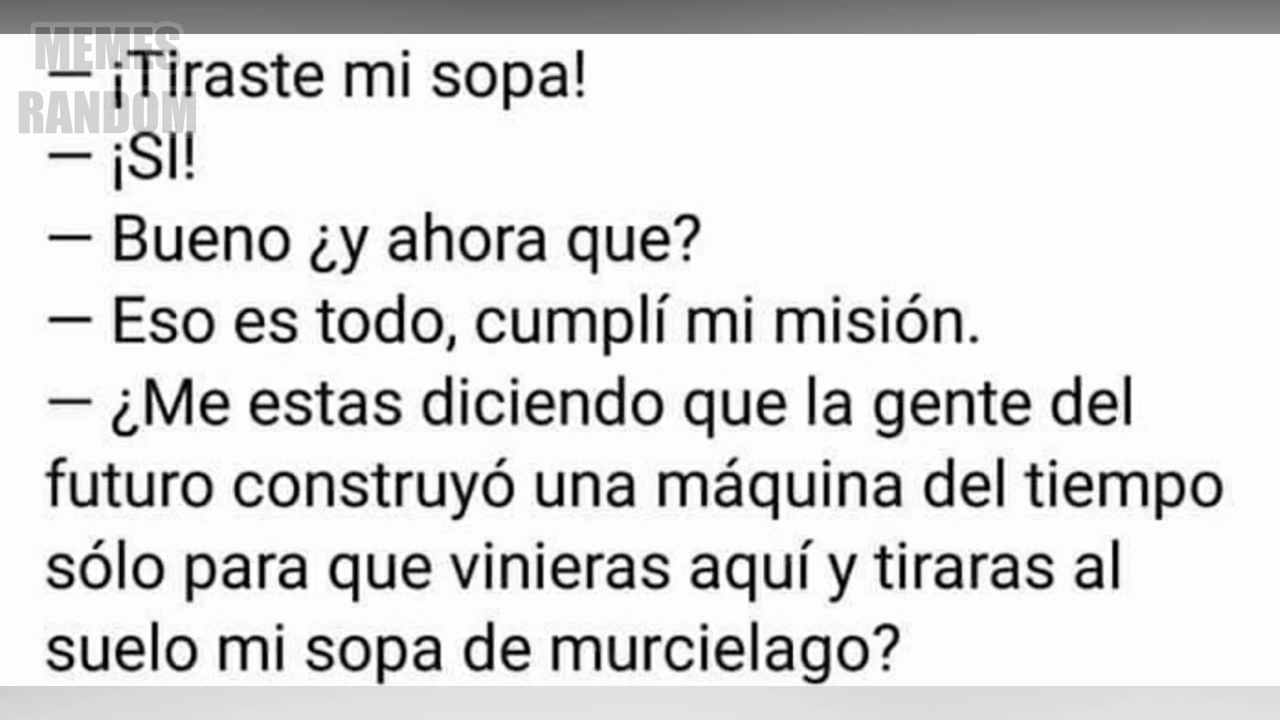 MEMES
RANDOM
— ¡Tiraste mi sopa!
— ¡SI!
— Bueno ¿y ahora que?
— Eso es todo, cumplí mi misión.
— ¿Me estas diciendo que la gente del
futuro construyó una máquina del tiempo
sólo para que vinieras aquí y tiraras al
suelo mi sopa de murcielago?